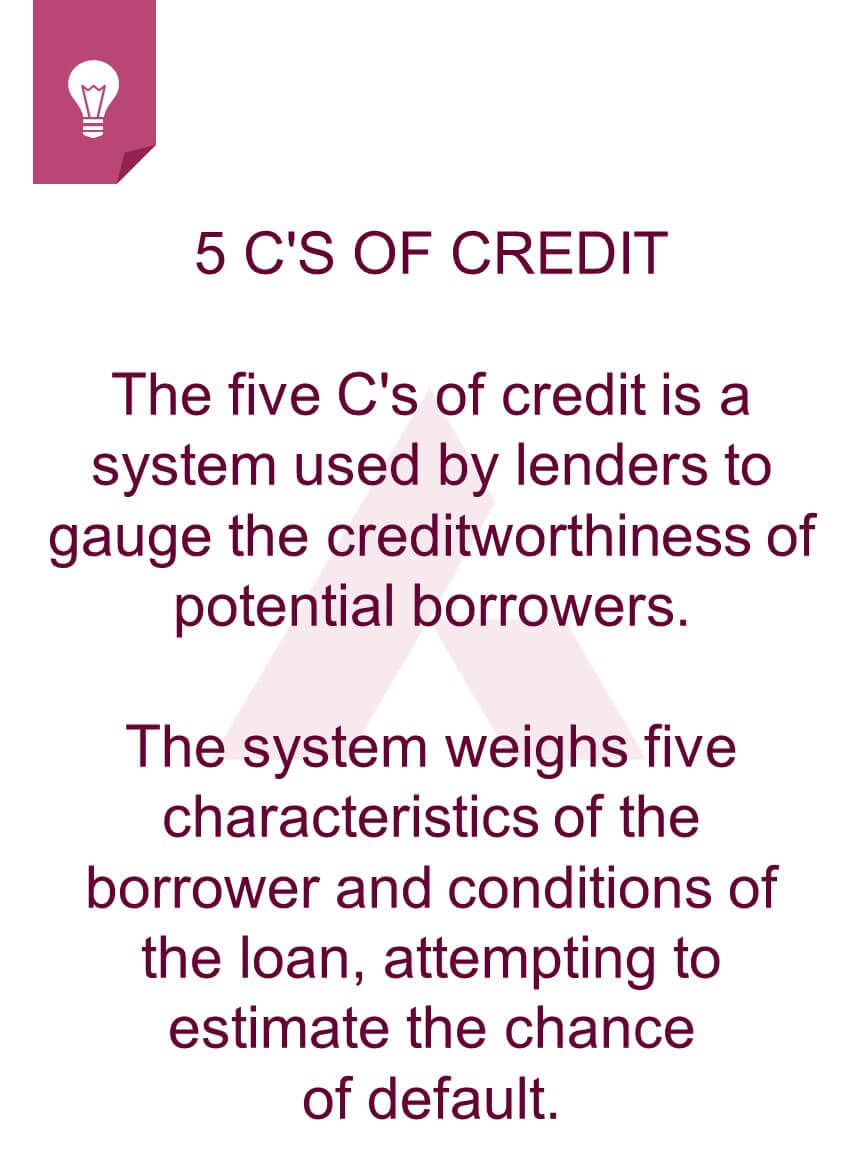 5 C'S OF CREDIT
The five C's of credit is a
system used by lenders to
gauge the creditworthiness of
potential borrowers.
The system weighs five
characteristics of the
borrower and conditions of
the loan, attempting to
estimate the chance
of default.